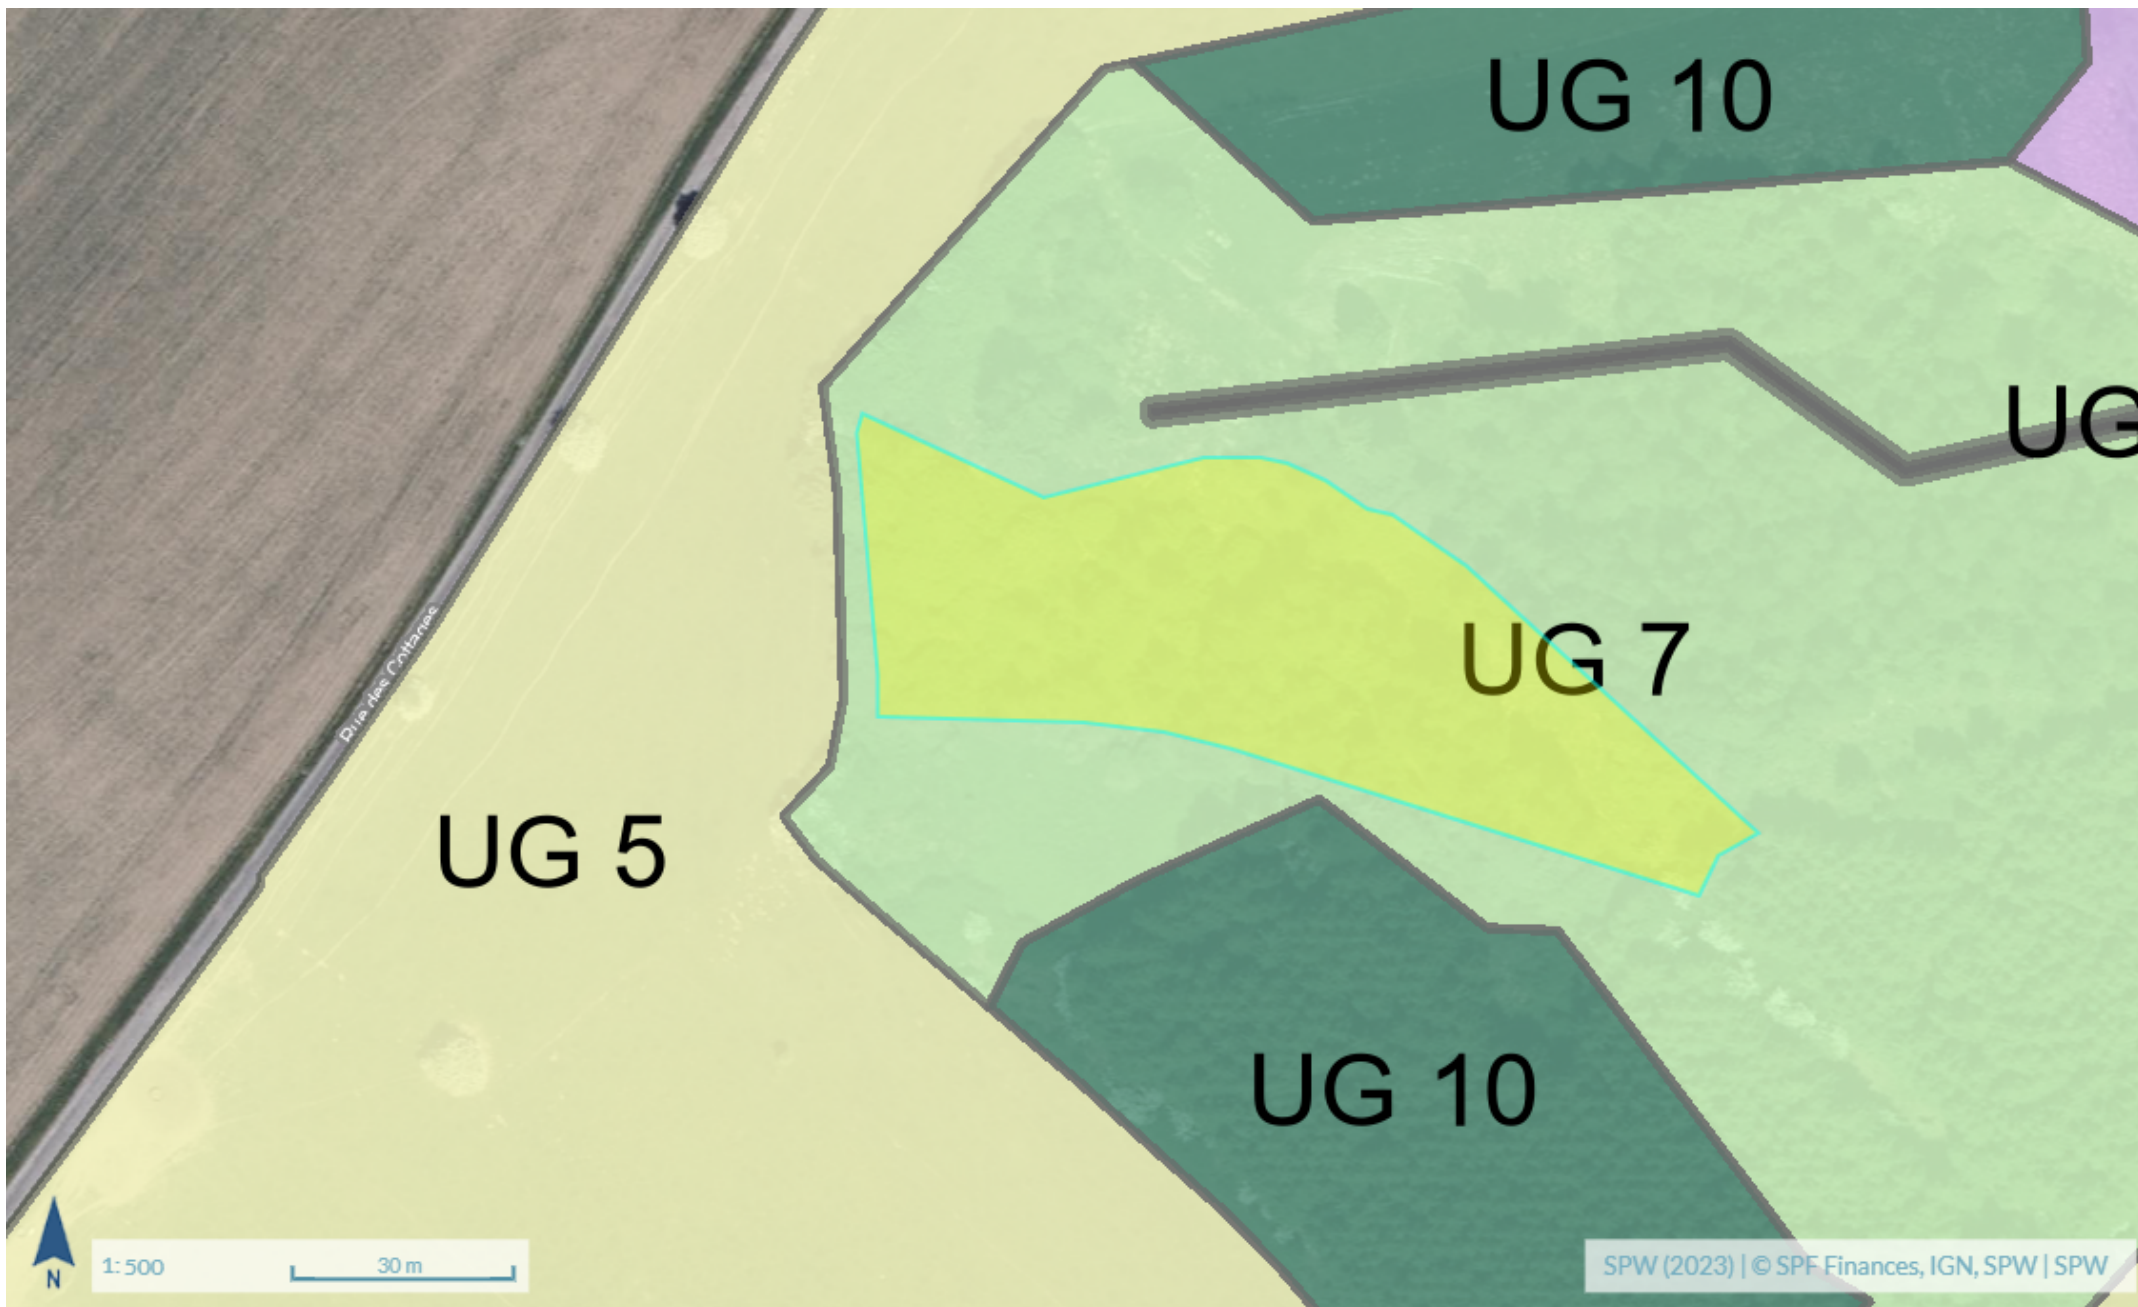 UG 10
UG
UG 7
Rue des Cottages
UG 5
UG 10
N
1: 500
30 m
SPW (2023) | © SPF Finances, IGN, SPW | SPW